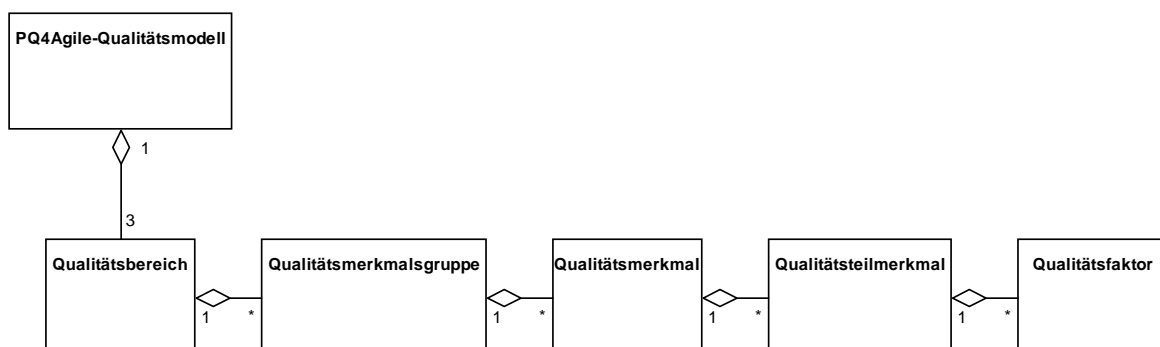 PQ4Agile-Qualitätsmodell
1
3
Qualitätsbereich
Qualitätsmerkmalsgruppe
Qualitätsmerkmal
Qualitätsteilmerkmal
Qualitätsfaktor
1
*
1
*
1
*
1
*